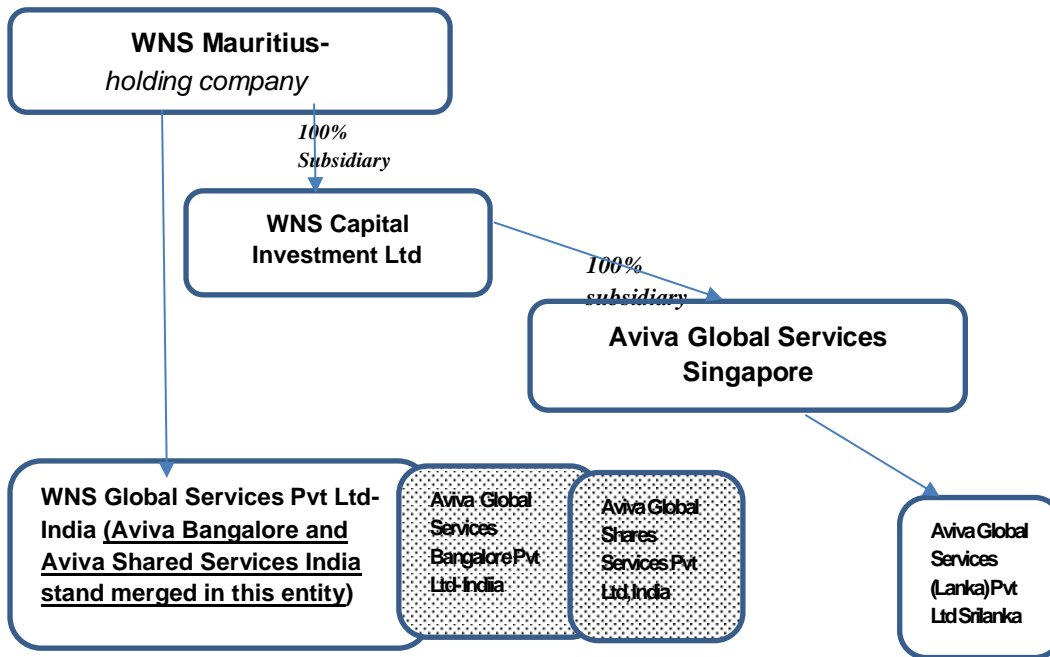 WNS Mauritius-
holding company
100%
Subsidiary
WNS Capital
Investment Ltd
100%
subsidiary
Aviva Global Services
Singapore
WNS Global Services Pvt Ltd-
India (Aviva Bangalore and
Aviva Shared Services India
stand merged in this entity)
Aviva Global
Services
Bangalore Pvt
Ltd- Indiia
Aviva Global
Shares
Services Pvt
Ltd, India
Aviva Global
Services
(Lanka) Pvt
Ltd Srilanka